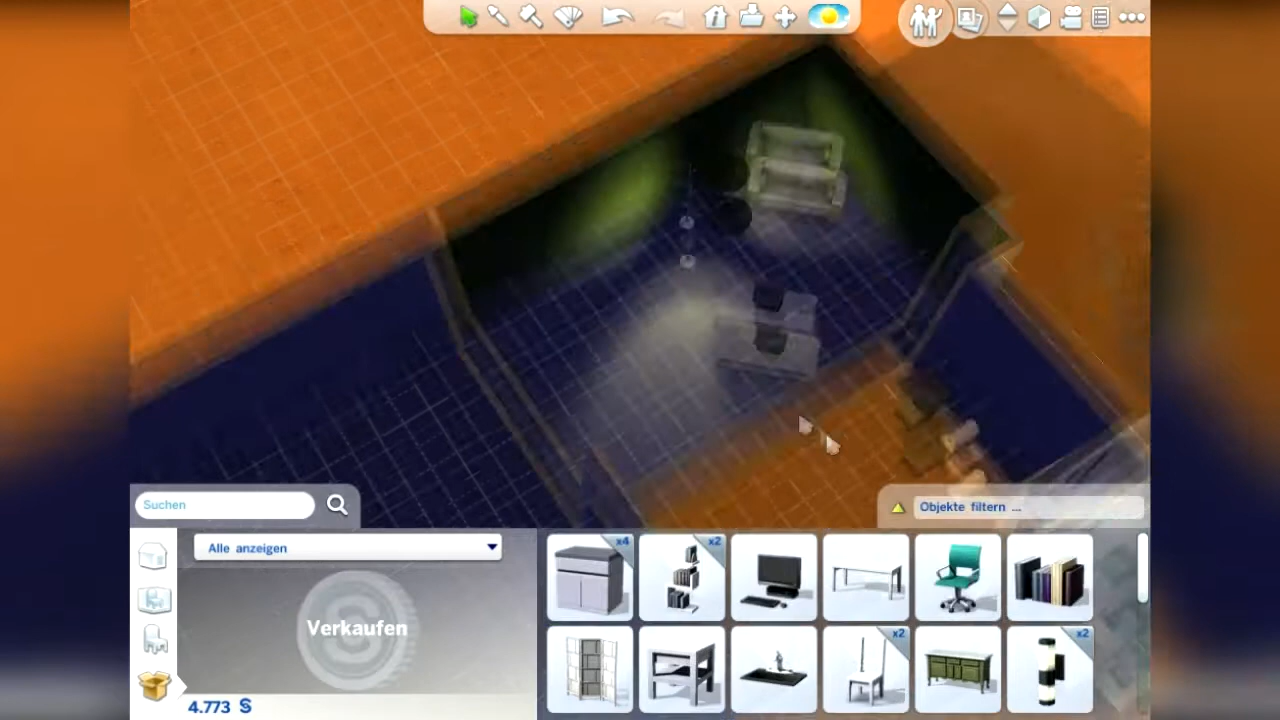 Suchen
Objekte filtern ...
Alle anzeigen
x4
x2
Verkaufen
x2
x2
4.773 S